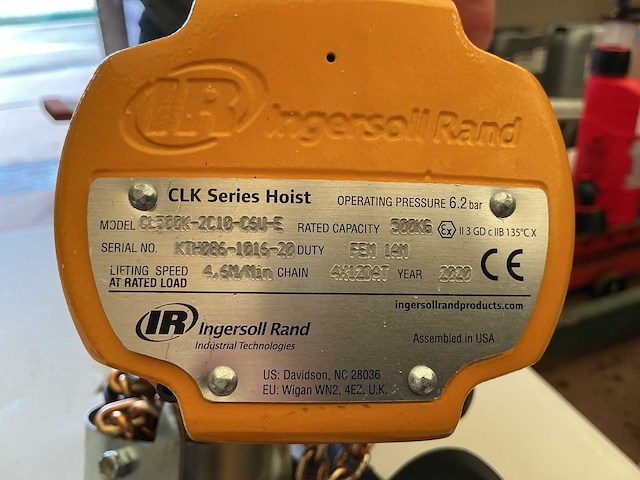 IR Ingersoll Rand
CLK Series Hoist OPERATING PRESSURE 6.2 bar
MODEL CL500K-2C10-C6U-E RATED CAPACITY 500KG Ex II 3 GD c IIB 135°C X
SERIAL NO. KTH086-1016-20 DUTY FEM 1AM
LIFTING SPEED 4.6M/Min CHAIN 4X12DAT YEAR 2020 CE
AT RATED LOAD
ingersollrandproducts.com
IR Ingersoll Rand
Industrial Technologies
Assembled in USA
US: Davidson, NC 28036
EU: Wigan WN2, 4EZ, U.K.